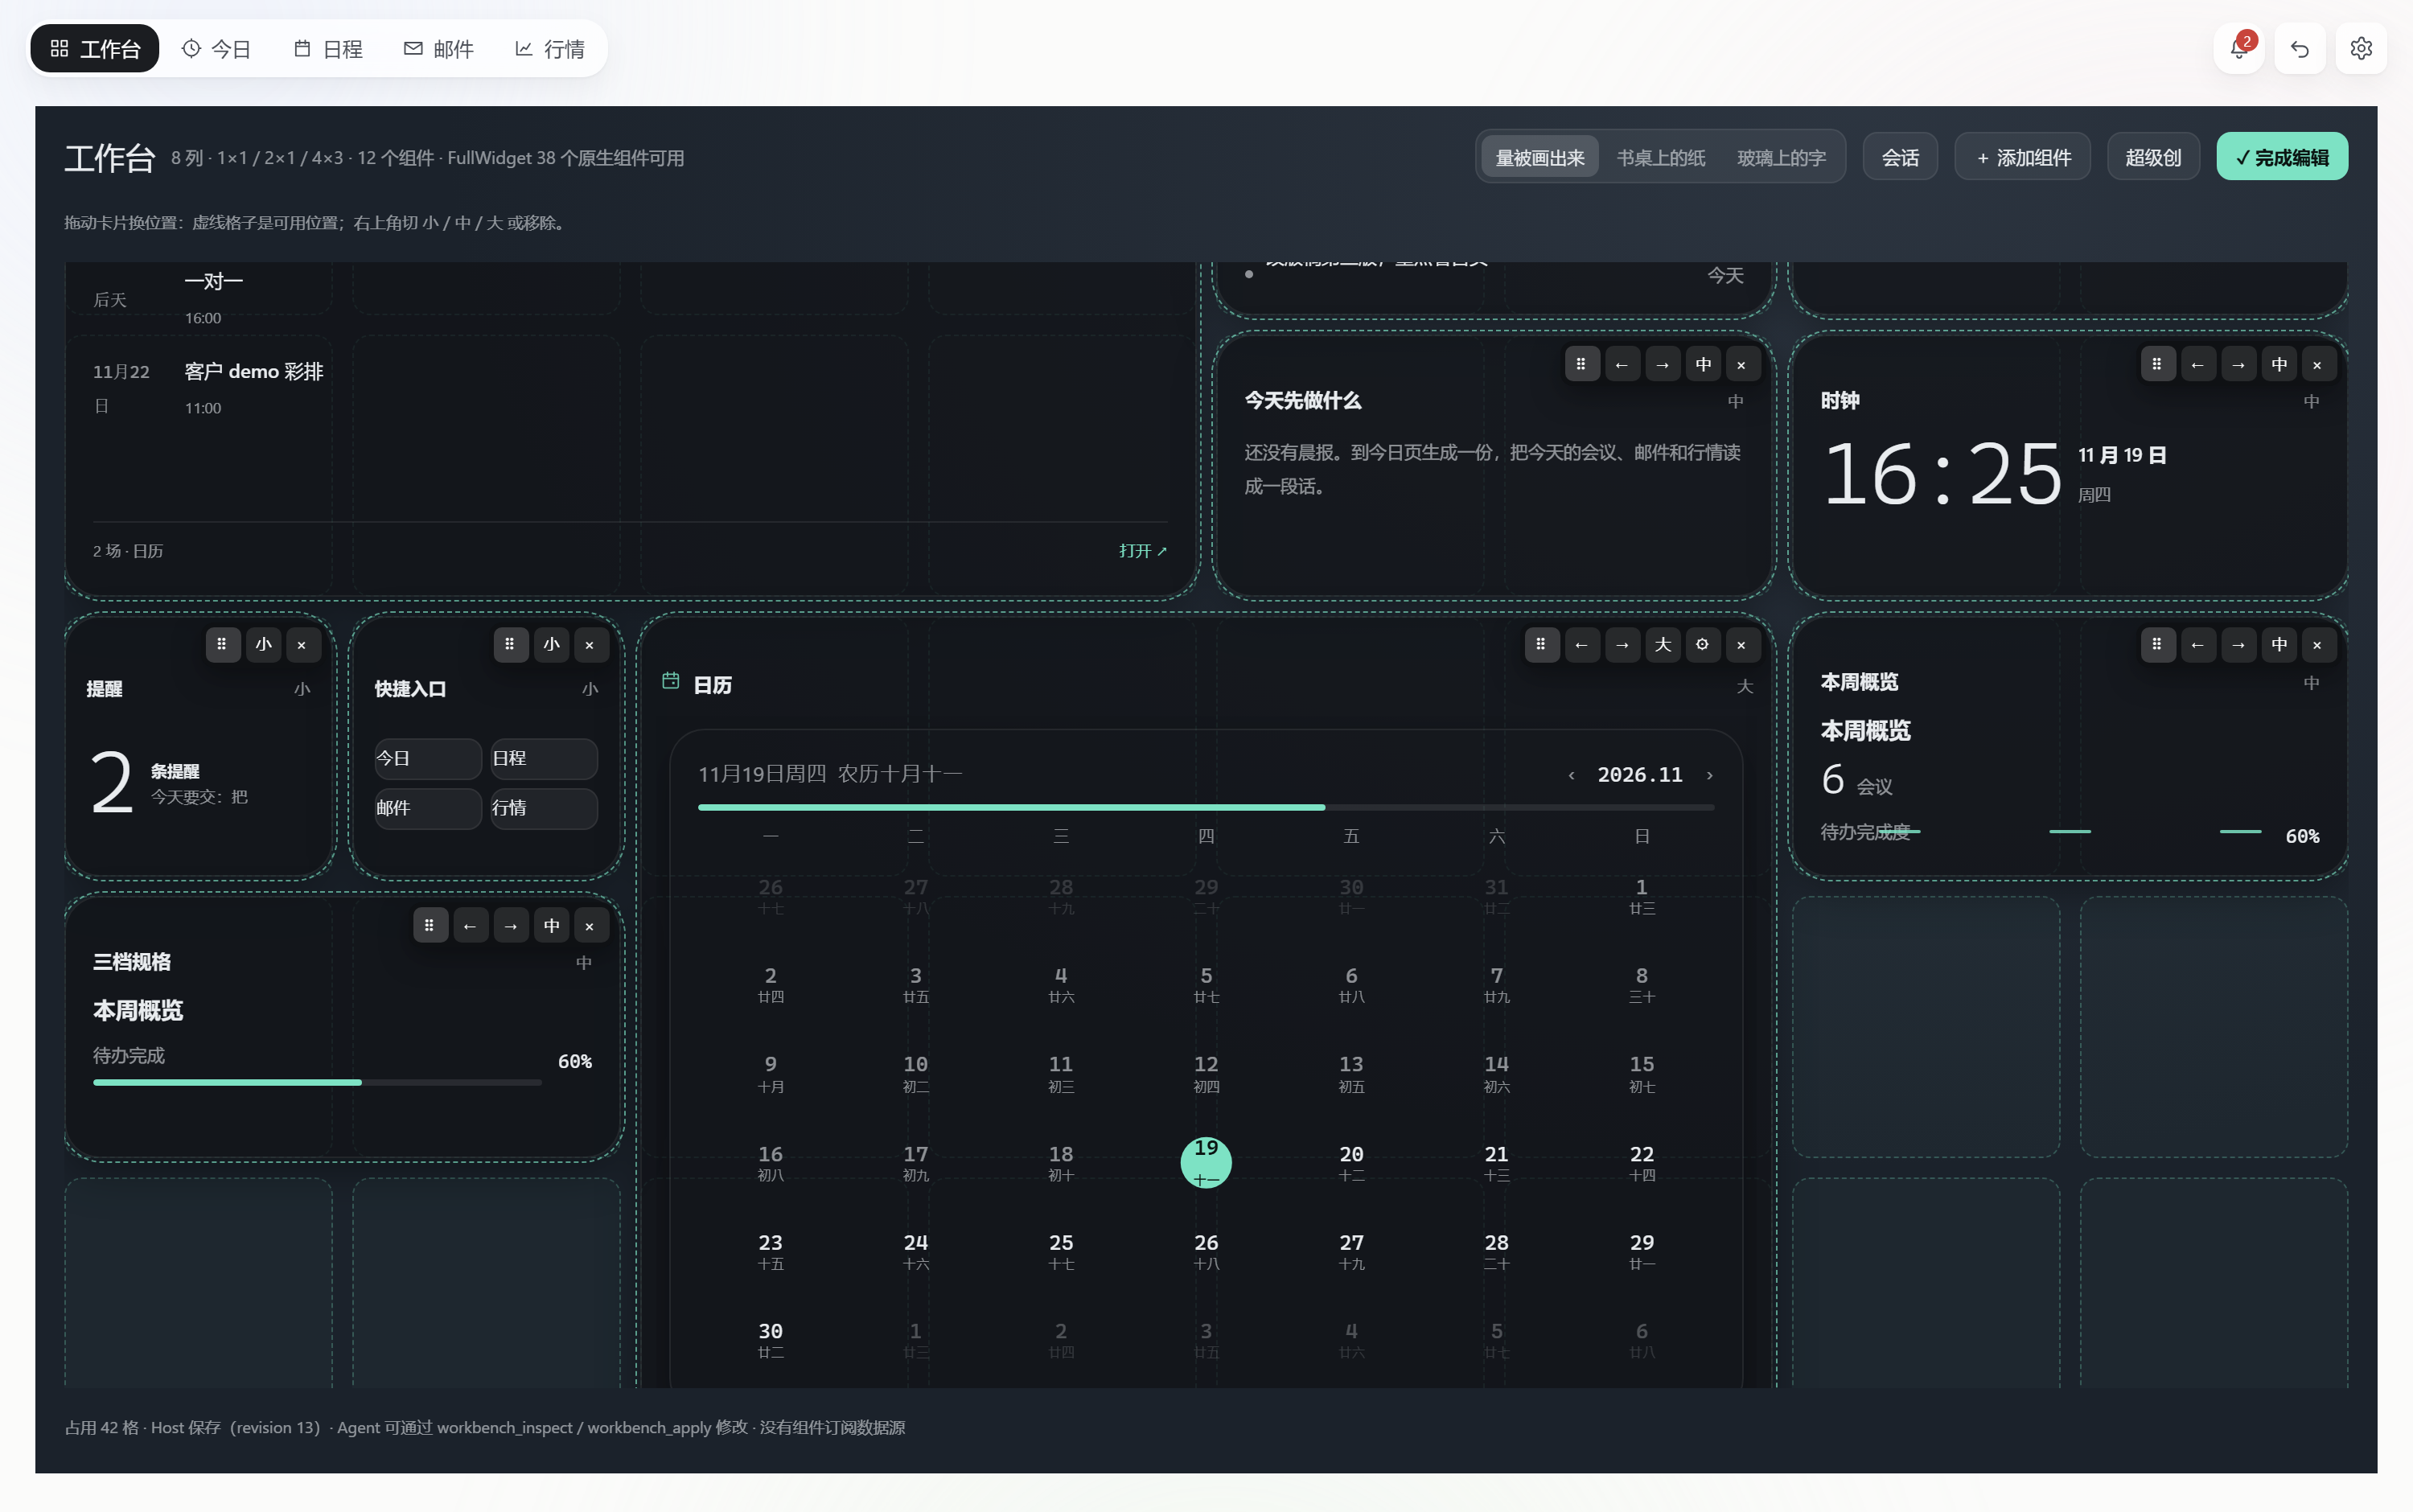 工作台
今日
日程
邮件
行情
2
工作台
8 列 · 1×1 / 2×1 / 4×3 · 12 个组件 · FullWidget 38 个原生组件可用
量被画出来
书桌上的纸
玻璃上的字
会话
+ 添加组件
超级创
✓ 完成编辑
拖动卡片换位置：虚线格子是可用位置；右上角切 小 / 中 / 大 或移除。
后天
一对一
16:00
今天
11月22日
客户 demo 彩排
11:00
2 场 · 日历
打开 ↗
← → 中 ×
今天先做什么
中
还没有晨报。到今日页生成一份，把今天的会议、邮件和行情读
成一段话。
← → 中 ×
时钟
中
16:25
11 月 19 日
周四
小 ×
提醒
小
2
条提醒
今天要交：把
小 ×
快捷入口
小
今日
日程
邮件
行情
← → 大 ×
日历
大
11月19日周四 农历十月十一
‹ 2026.11 ›
一 二 三 四 五 六 日
26 27 28 29 30 31 1
十七 十八 十九 二十 廿一 廿二 廿三
2 3 4 5 6 7 8
廿四 廿五 廿六 廿七 廿八 廿九 三十
9 10 11 12 13 14 15
十月 初二 初三 初四 初五 初六 初七
16 17 18 19 20 21 22
初八 初九 初十 十一 十二 十三 十四
23 24 25 26 27 28 29
十五 十六 十七 十八 十九 二十 廿一
30 1 2 3 4 5 6
廿二 廿三 廿四 廿五 廿六 廿七 廿八
← → 中 ×
本周概览
中
本周概览
6 会议
待办完成度
60%
← → 中 ×
三档规格
中
本周概览
待办完成
60%
占用 42 格 · Host 保存（revision 13） · Agent 可通过 workbench_inspect / workbench_apply 修改 · 没有组件订阅数据源